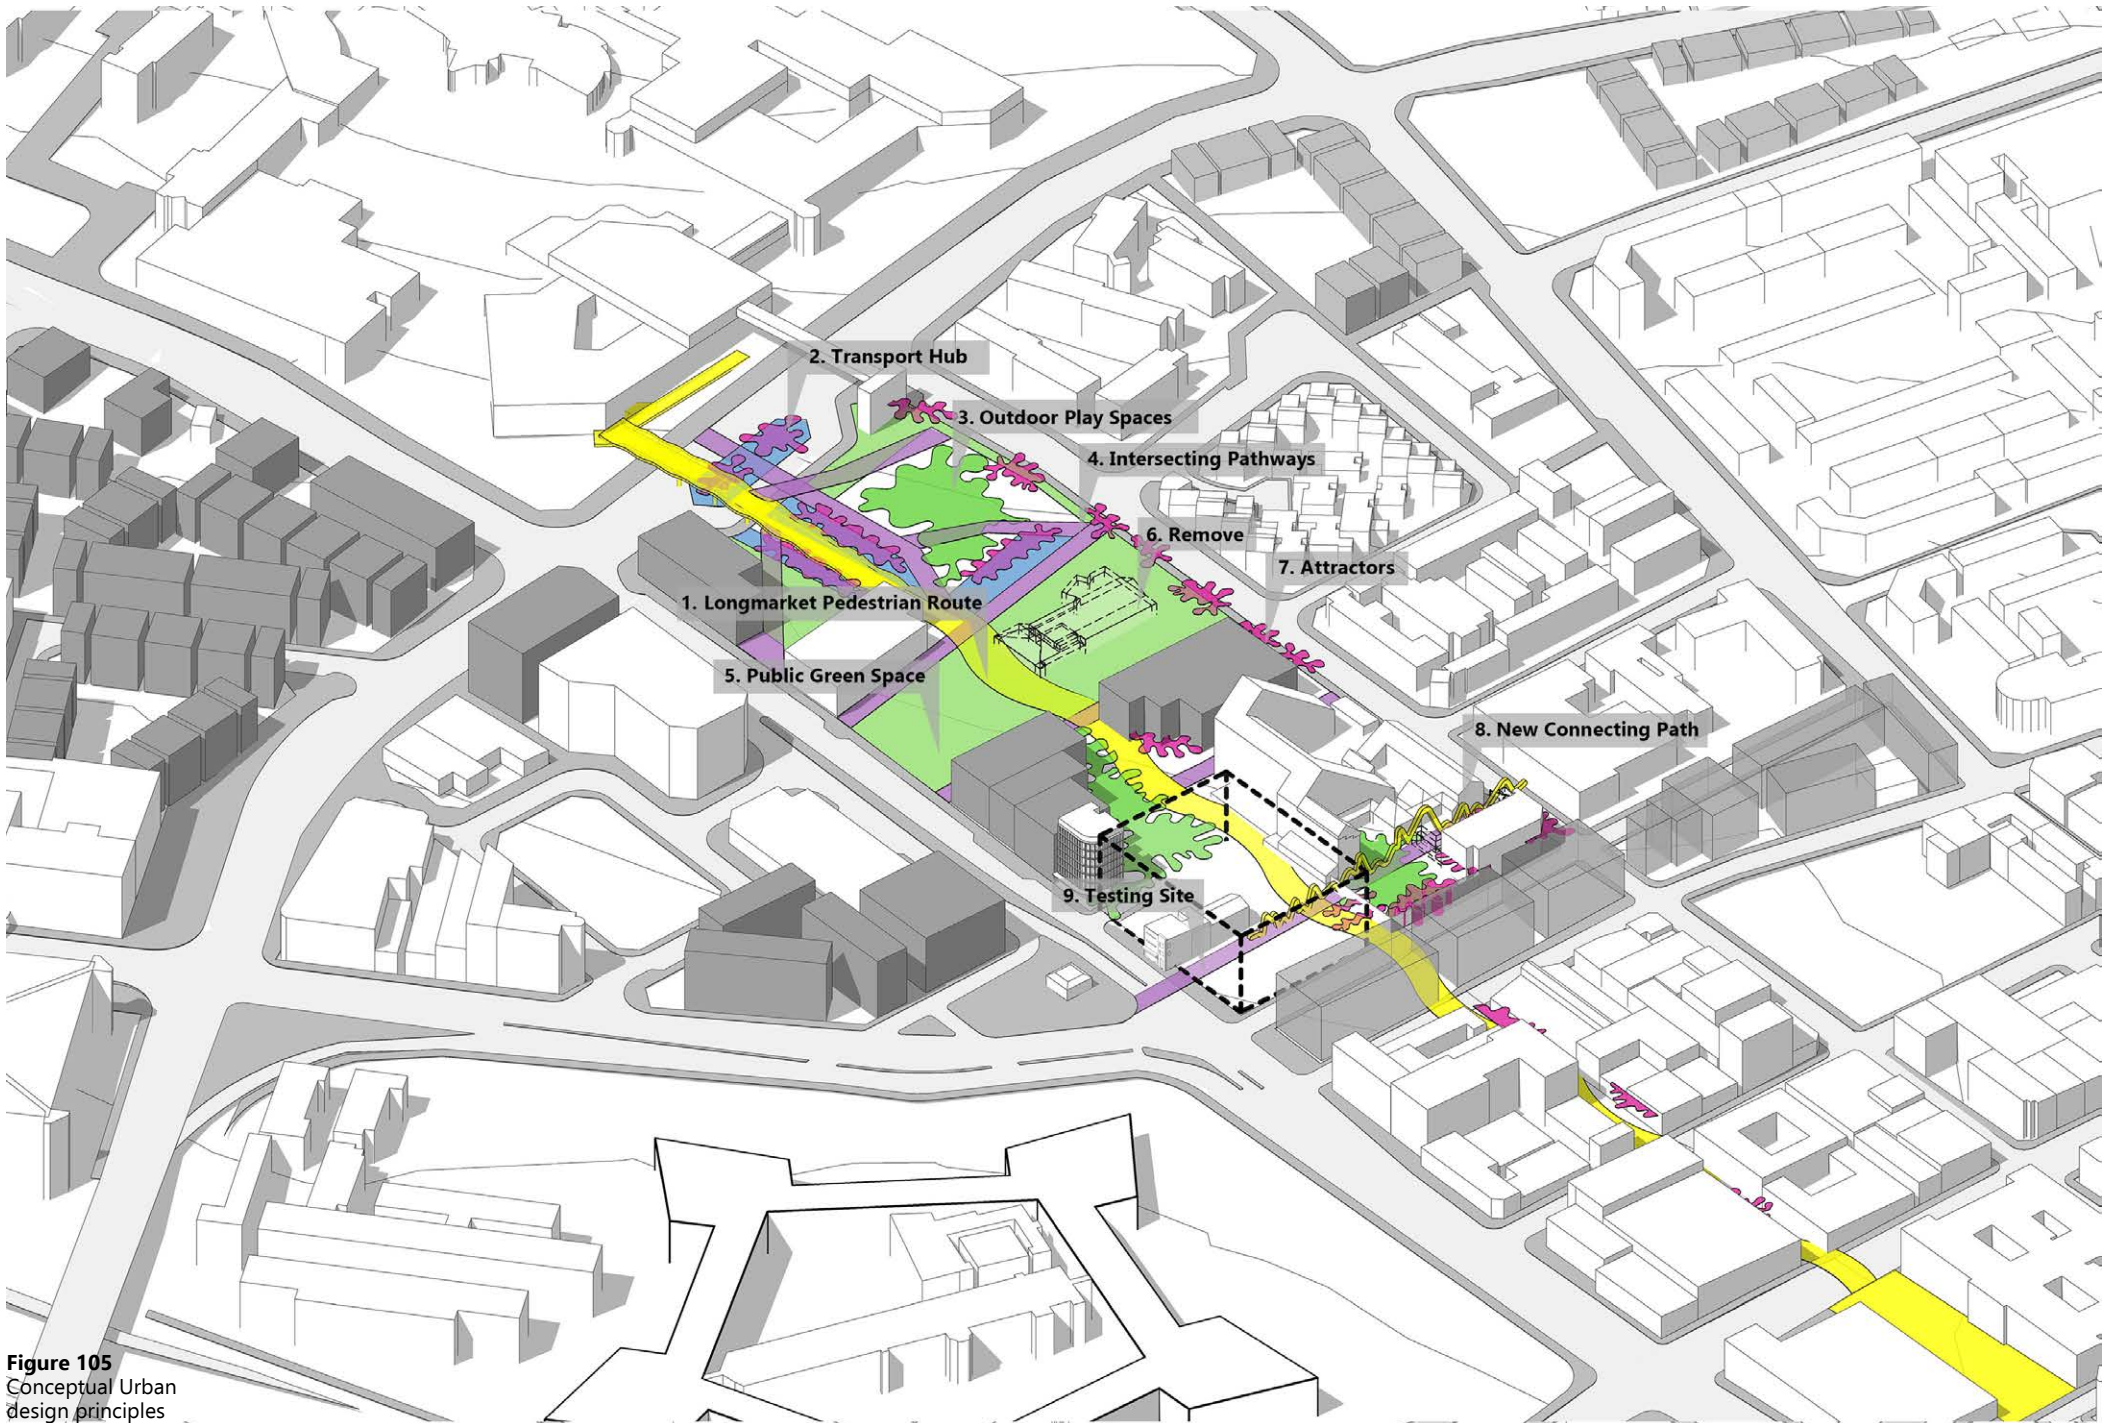 2. Transport Hub
3. Outdoor Play Spaces
4. Intersecting Pathways
6. Remove
7. Attractors
1. Longmarket Pedestrian Route
5. Public Green Space
8. New Connecting Path
9. Testing Site
Figure 105
Conceptual Urban
design principles